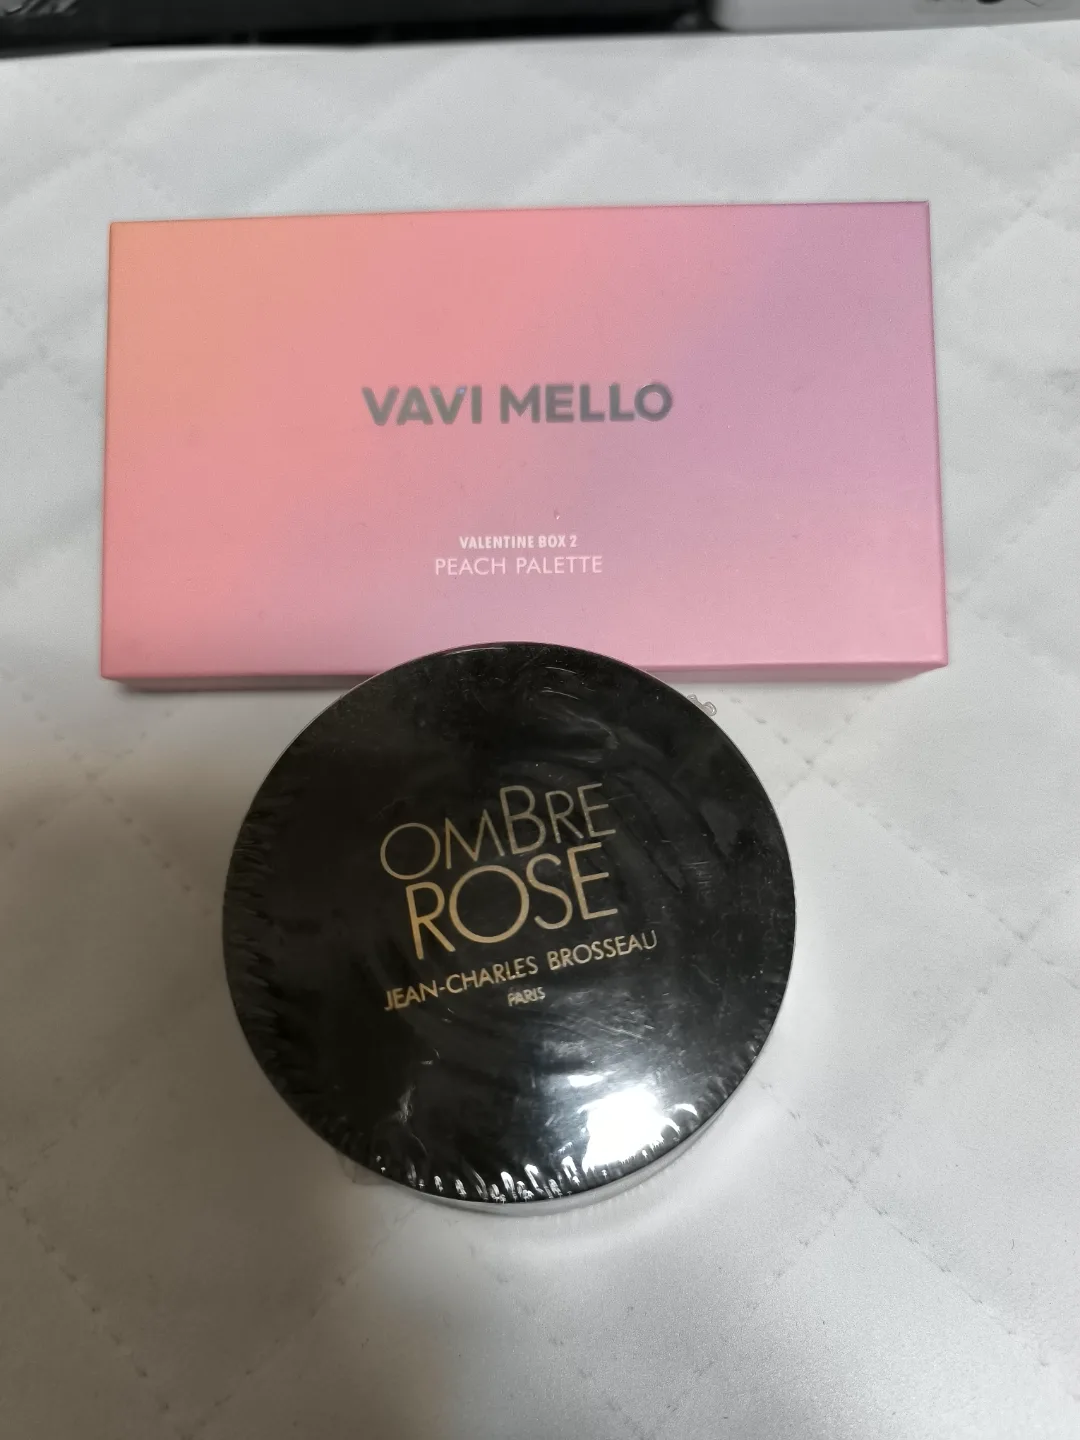 VAVI MELLO
VALENTINE BOX 2
PEACH PALETTE
OMBRE
ROSE
JEAN-CHARLES BROSSEAU
PARIS